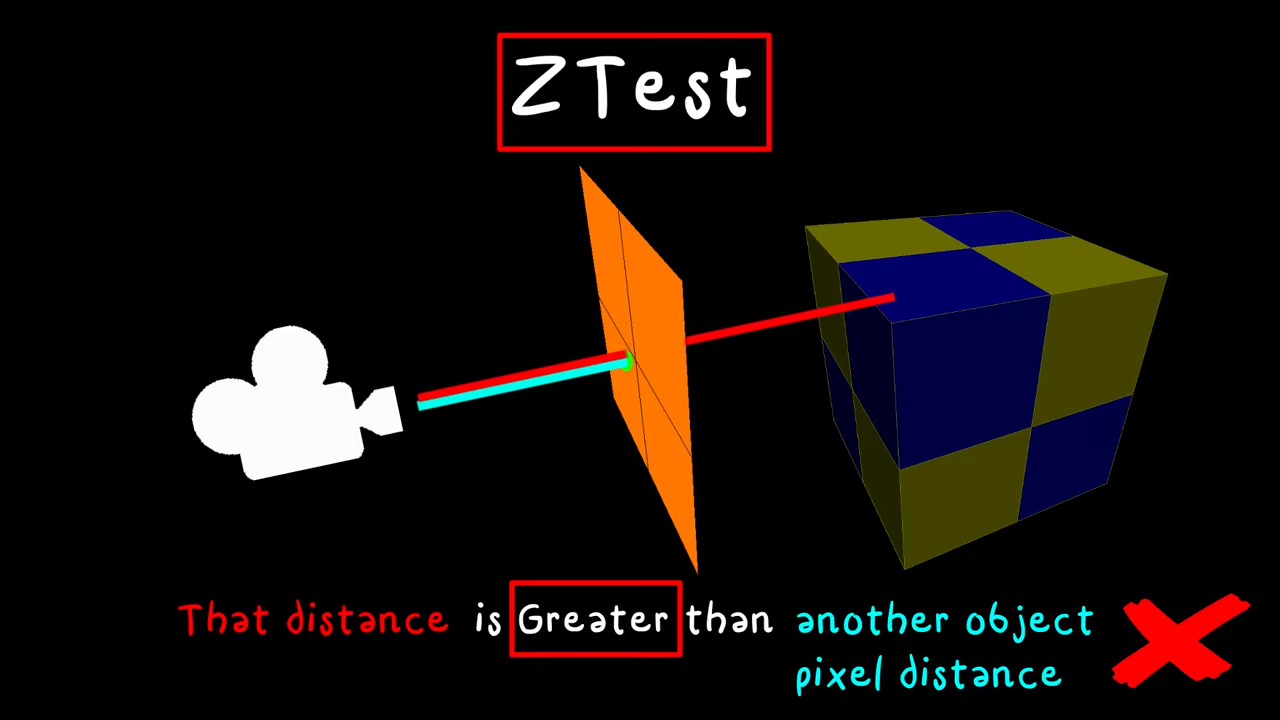 ZTest
That distance is Greater than another object
pixel distance